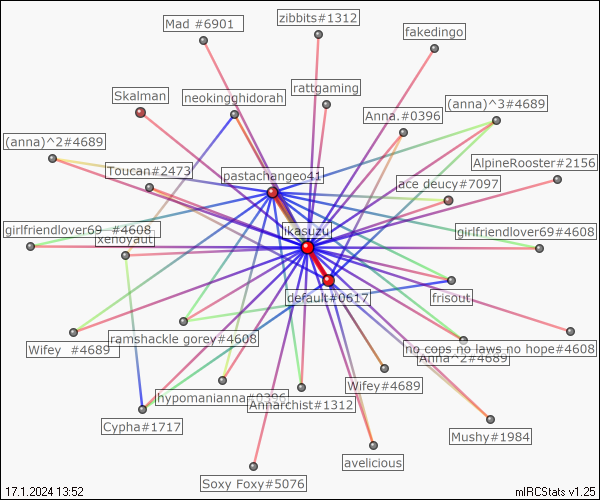 zibbits#1312
Mad #6901
fakedingo
rattgaming
Skalman
neokingghidorah
(anna)^3#4689
Anna.#0396
(anna)^2#4689
AlpineRooster#2156
Toucan#2473
pastachangeo41
ace deucy#7097
girlfriendlover69  #4608
ikasuzu
girlfriendlover69#4608
xenoyaut
default#0617
frisout
ramshackle gorey#4608
Wifey  #4689
no cops no laws no hope#4608
Anna^2#4689
Wifey#4689
hypomanianna#0396
Annarchist#1312
Cypha#1717
Mushy#1984
avelicious
Soxy Foxy#5076
17.1.2024 13:52
mIRCStats v1.25